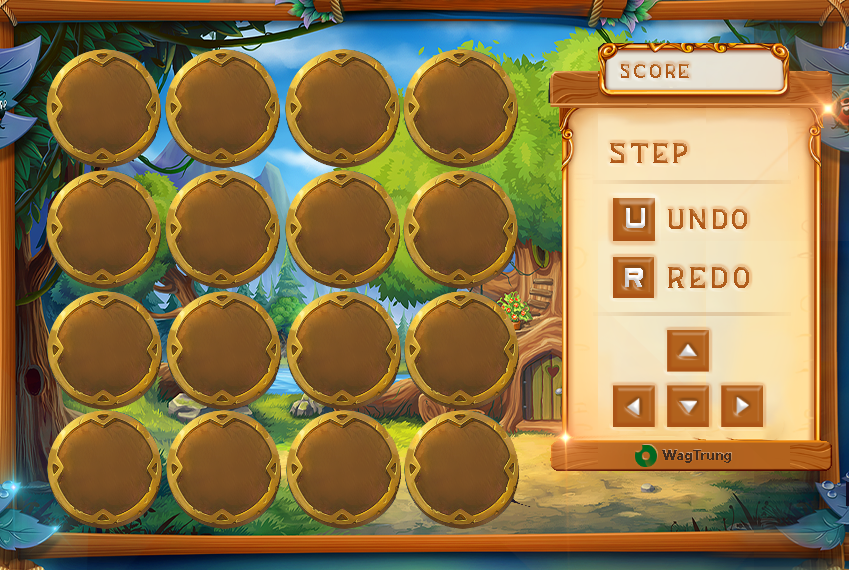 SCORE
STEP
U UNDO
R REDO
WagTrung